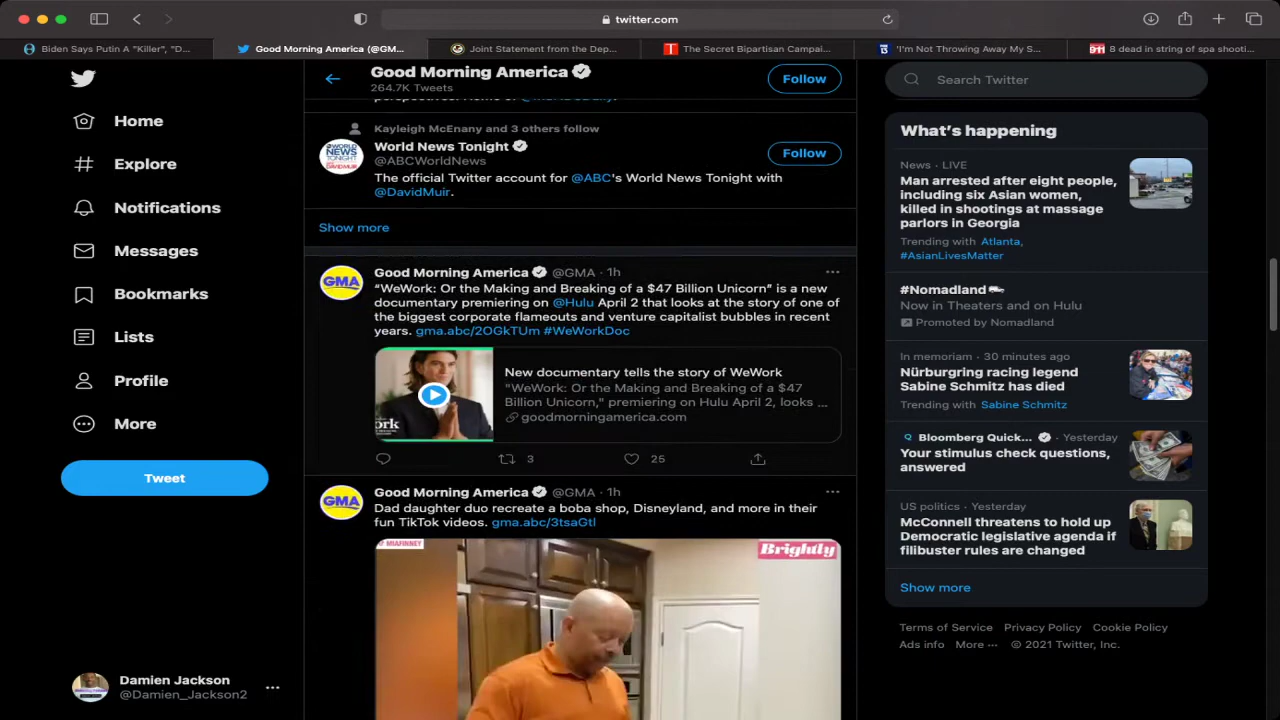 twitter.com
Biden Says Putin A "Killer", "D...
Good Morning America (@GM...
Joint Statement from the Dep...
The Secret Bipartisan Campai...
'I'm Not Throwing Away My S...
8 dead in string of spa shooti...
Home
Explore
Notifications
Messages
Bookmarks
Lists
Profile
More
Tweet
Damien Jackson
@Damien_Jackson2
Good Morning America
264.7K Tweets
Follow
Kayleigh McEnany and 3 others follow
World News Tonight
@ABCWorldNews
Follow
The official Twitter account for @ABC's World News Tonight with
@DavidMuir.
Show more
Good Morning America @GMA · 1h
“WeWork: Or the Making and Breaking of a $47 Billion Unicorn” is a new
documentary premiering on @Hulu April 2 that looks at the story of one of
the biggest corporate flameouts and venture capitalist bubbles in recent
years. gma.abc/2OGkTUm #WeWorkDoc
New documentary tells the story of WeWork
"WeWork: Or the Making and Breaking of a $47
Billion Unicorn," premiering on Hulu April 2, looks ...
goodmorningamerica.com
3
25
Good Morning America @GMA · 1h
Dad daughter duo recreate a boba shop, Disneyland, and more in their
fun TikTok videos. gma.abc/3tsaGtI
MIAFINNEY
Brightly
Search Twitter
What's happening
News · LIVE
Man arrested after eight people,
including six Asian women,
killed in shootings at massage
parlors in Georgia
Trending with Atlanta,
#AsianLivesMatter
#Nomadland
Now in Theaters and on Hulu
Promoted by Nomadland
In memoriam · 30 minutes ago
Nürburgring racing legend
Sabine Schmitz has died
Trending with Sabine Schmitz
Bloomberg Quick... · Yesterday
Your stimulus check questions,
answered
US politics · Yesterday
McConnell threatens to hold up
Democratic legislative agenda if
filibuster rules are changed
Show more
Terms of Service Privacy Policy Cookie Policy
Ads info More ··· © 2021 Twitter, Inc.